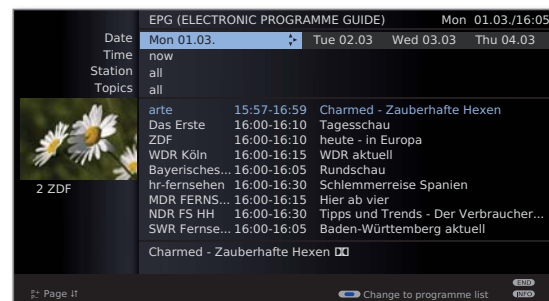 EPG (ELECTRONIC PROGRAMME GUIDE) Mon 01.03./16:05
Date Mon 01.03. Tue 02.03 Wed 03.03 Thu 04.03
Time now
Station all
Topics all
arte 15:57-16:59 Charmed - Zauberhafte Hexen
Das Erste 16:00-16:10 Tagesschau
ZDF 16:00-16:10 heute - in Europa
WDR Köln 16:00-16:15 WDR aktuell
Bayerisches... 16:00-16:05 Rundschau
hr-fernsehen 16:00-16:30 Schlemmerreise Spanien
MDR FERNS... 16:00-16:15 Hier ab vier
NDR FS HH 16:00-16:30 Tipps und Trends - Der Verbraucher...
SWR Fernse... 16:00-16:05 Baden-Württemberg aktuell
2 ZDF
Charmed - Zauberhafte Hexen
END
P+ P- Page Change to programme list INFO